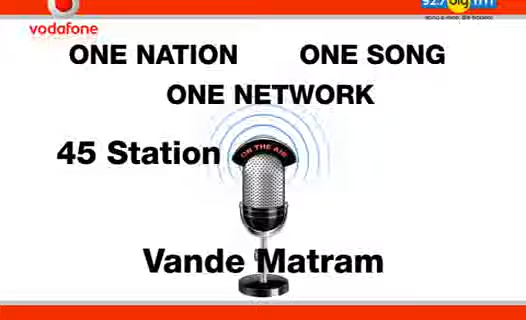 92.7 BIG FM
vodafone
ONE NATION ONE SONG
ONE NETWORK
ON THE AIR
45 Station
Vande Matram